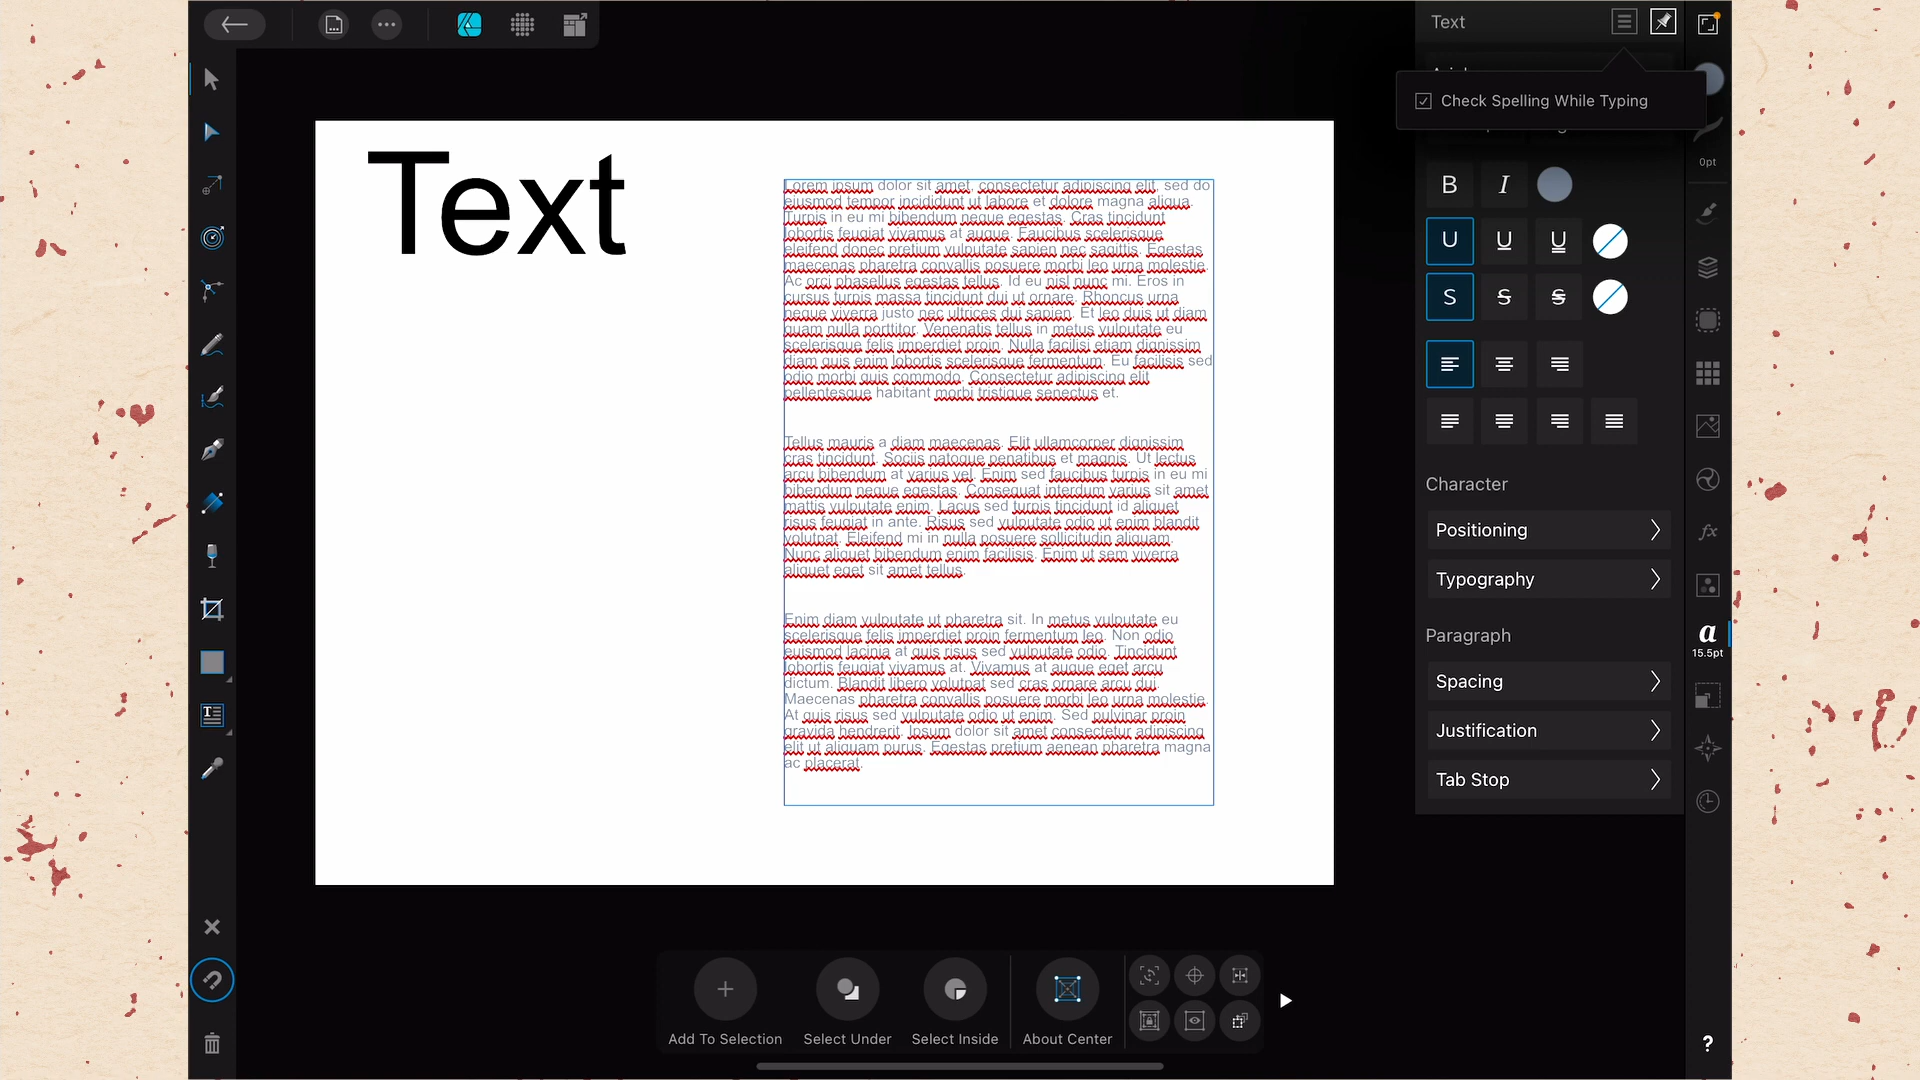 Text
Check Spelling While Typing
0pt
B
I
U
U
U
S
S
S
Character
Positioning
Typography
fx
Paragraph
a
15.5pt
Spacing
Justification
Tab Stop
Text
Lorem ipsum dolor sit amet, consectetur adipiscing elit, sed do
eiusmod tempor incididunt ut labore et dolore magna aliqua.
Turpis in eu mi bibendum neque egestas. Cras tincidunt
lobortis feugiat vivamus at augue. Faucibus scelerisque
eleifend donec pretium vulputate sapien nec sagittis. Egestas
maecenas pharetra convallis posuere morbi leo urna molestie.
Ac orci phasellus egestas tellus. Id eu nisl nunc mi. Eros in
cursus turpis massa tincidunt dui ut ornare. Rhoncus urna
neque viverra justo nec ultrices dui sapien. Et leo duis ut diam
quam nulla porttitor. Venenatis tellus in metus vulputate eu
scelerisque felis imperdiet proin. Nulla facilisi etiam dignissim
diam quis enim lobortis scelerisque fermentum. Eu facilisis sed
odio morbi quis commodo. Consectetur adipiscing elit
pellentesque habitant morbi tristique senectus et.
Tellus mauris a diam maecenas. Elit ullamcorper dignissim
cras tincidunt. Sociis natoque penatibus et magnis. Ut lectus
arcu bibendum at varius vel. Enim sed faucibus turpis in eu mi
bibendum neque egestas. Consequat interdum varius sit amet
mattis vulputate enim. Lacus sed turpis tincidunt id aliquet
risus feugiat in ante. Risus sed vulputate odio ut enim blandit
volutpat. Eleifend mi in nulla posuere sollicitudin aliquam.
Nunc aliquet bibendum enim facilisis. Enim ut sem viverra
aliquet eget sit amet tellus.
Enim diam vulputate ut pharetra sit. In metus vulputate eu
scelerisque felis imperdiet proin fermentum leo. Non odio
euismod lacinia at quis risus sed vulputate odio. Tincidunt
lobortis feugiat vivamus at. Vivamus at augue eget arcu
dictum. Blandit libero volutpat sed cras ornare arcu dui.
Maecenas pharetra convallis posuere morbi leo urna molestie.
At quis risus sed vulputate odio ut enim. Sed pulvinar proin
gravida hendrerit. Ipsum dolor sit amet consectetur adipiscing
elit ut aliquam purus. Egestas pretium aenean pharetra magna
ac placerat.
Add To Selection
Select Under
Select Inside
About Center
?